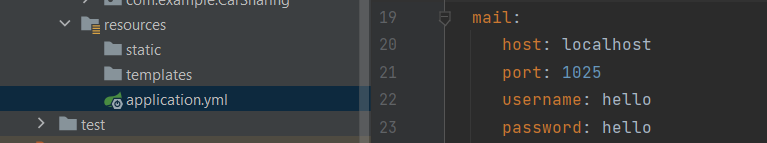 com.example.CarSharing
resources
static
templates
application.yml
test
19 mail:
20 host: localhost
21 port: 1025
22 username: hello
23 password: hello